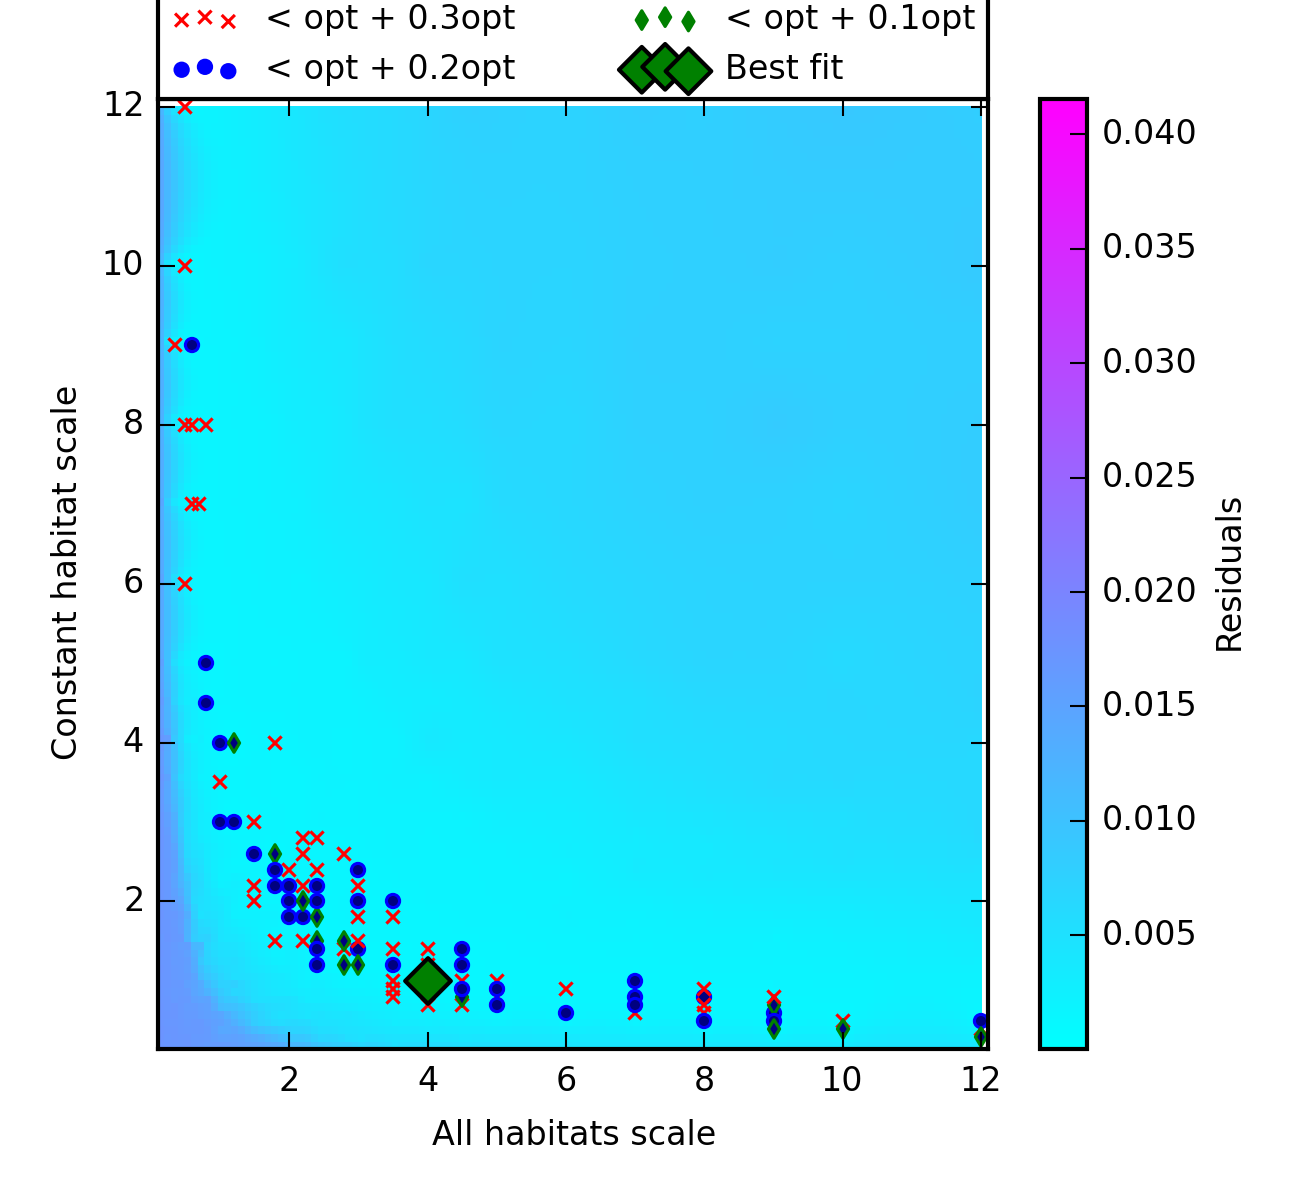 < opt + 0.3opt
< opt + 0.1opt
< opt + 0.2opt
Best fit
12
10
8
6
4
2
Constant habitat scale
2 4 6 8 10 12
All habitats scale
0.040
0.035
0.030
0.025
0.020
0.015
0.010
0.005
Residuals